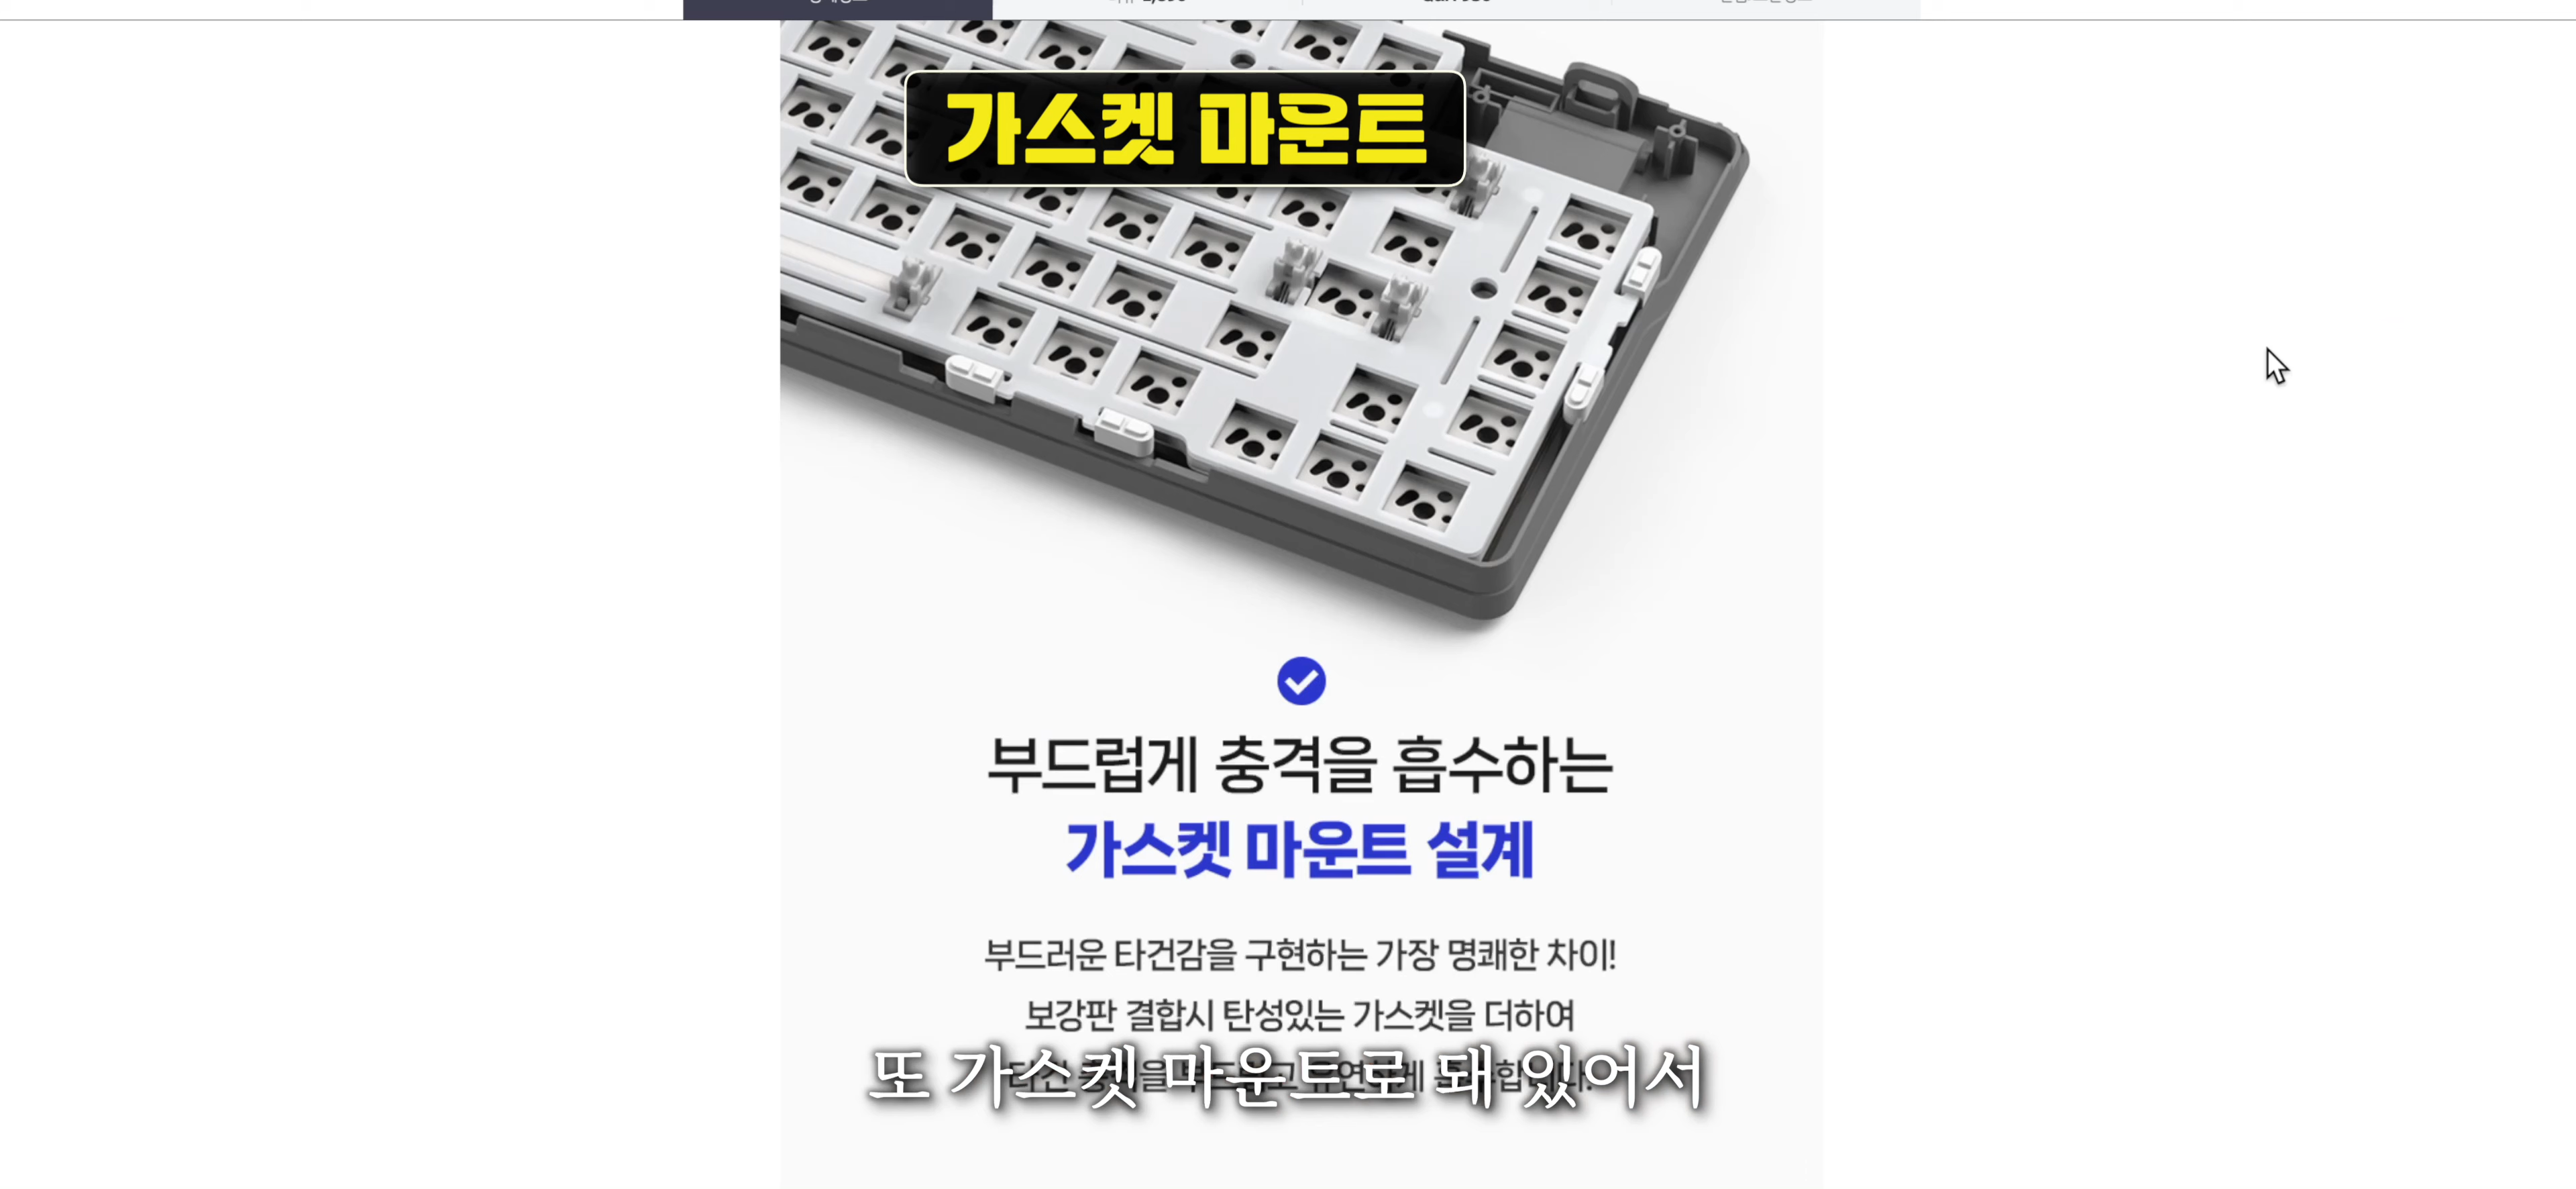 가스켓 마운트
부드럽게 충격을 흡수하는
가스켓 마운트 설계
부드러운 타건감을 구현하는 가장 명쾌한 차이!
보강판 결합시 탄성있는 가스켓을 더하여
또 가스켓 마운트로 돼 있어서